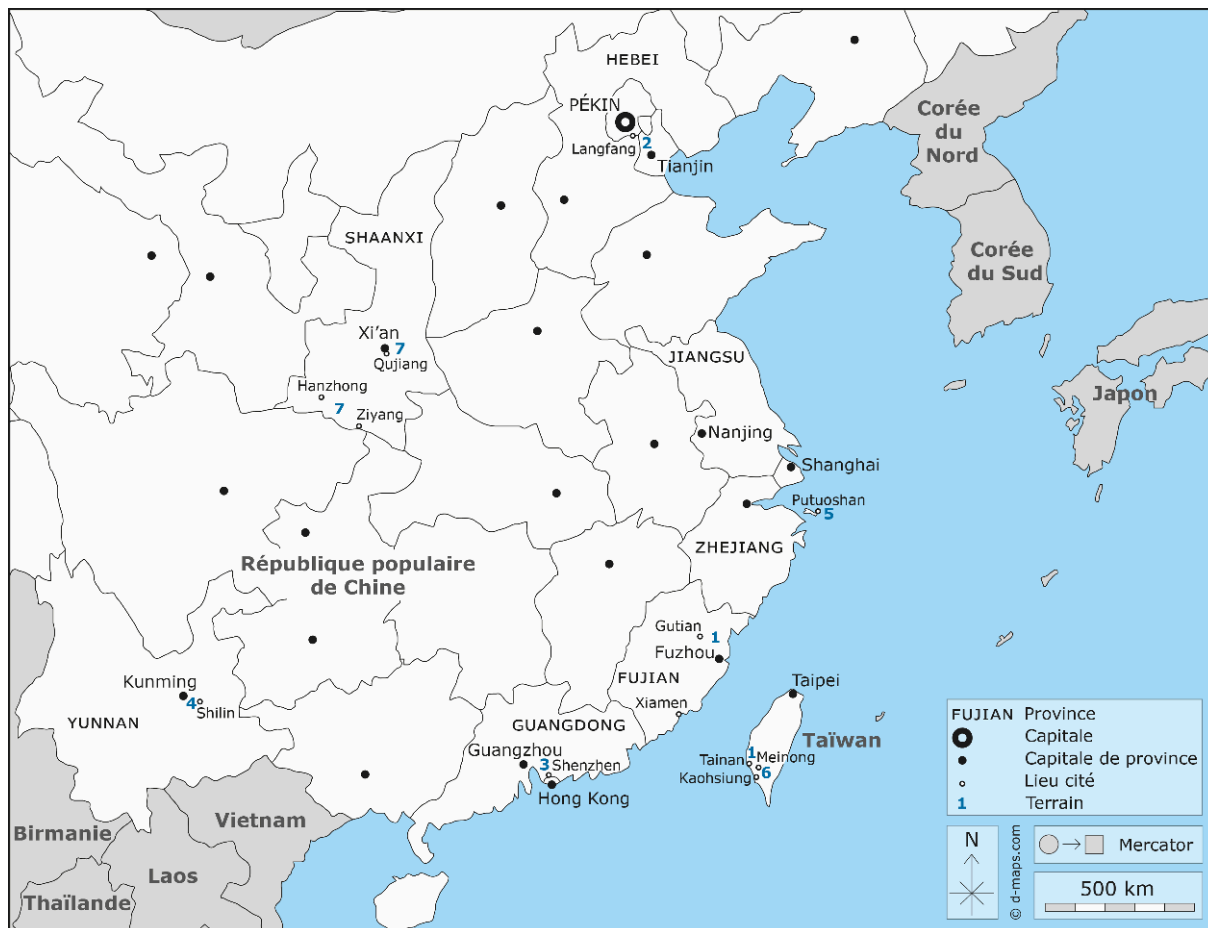 HEBEI
PÉKIN
Langfang
2
Tianjin
Corée
du
Nord
SHAANXI
Corée
du Sud
Xi'an
7
Qujiang
JIANGSU
Hanzhong
7
Ziyang
Japon
Nanjing
Shanghai
Putuoshan
5
ZHEJIANG
République populaire
de Chine
Gutian
1
Fuzhou
FUJIAN
Kunming
4
Shilin
YUNNAN
Xiamen
Taipei
GUANGDONG
Taïwan
Guangzhou
3
Shenzhen
Hong Kong
1
Tainan
Meinong
Kaohsiung
6
Birmanie
Vietnam
Laos
Thaïlande
FUJIAN Province
Capitale
Capitale de province
Lieu cité
1 Terrain
N
© d-maps.com
Mercator
500 km